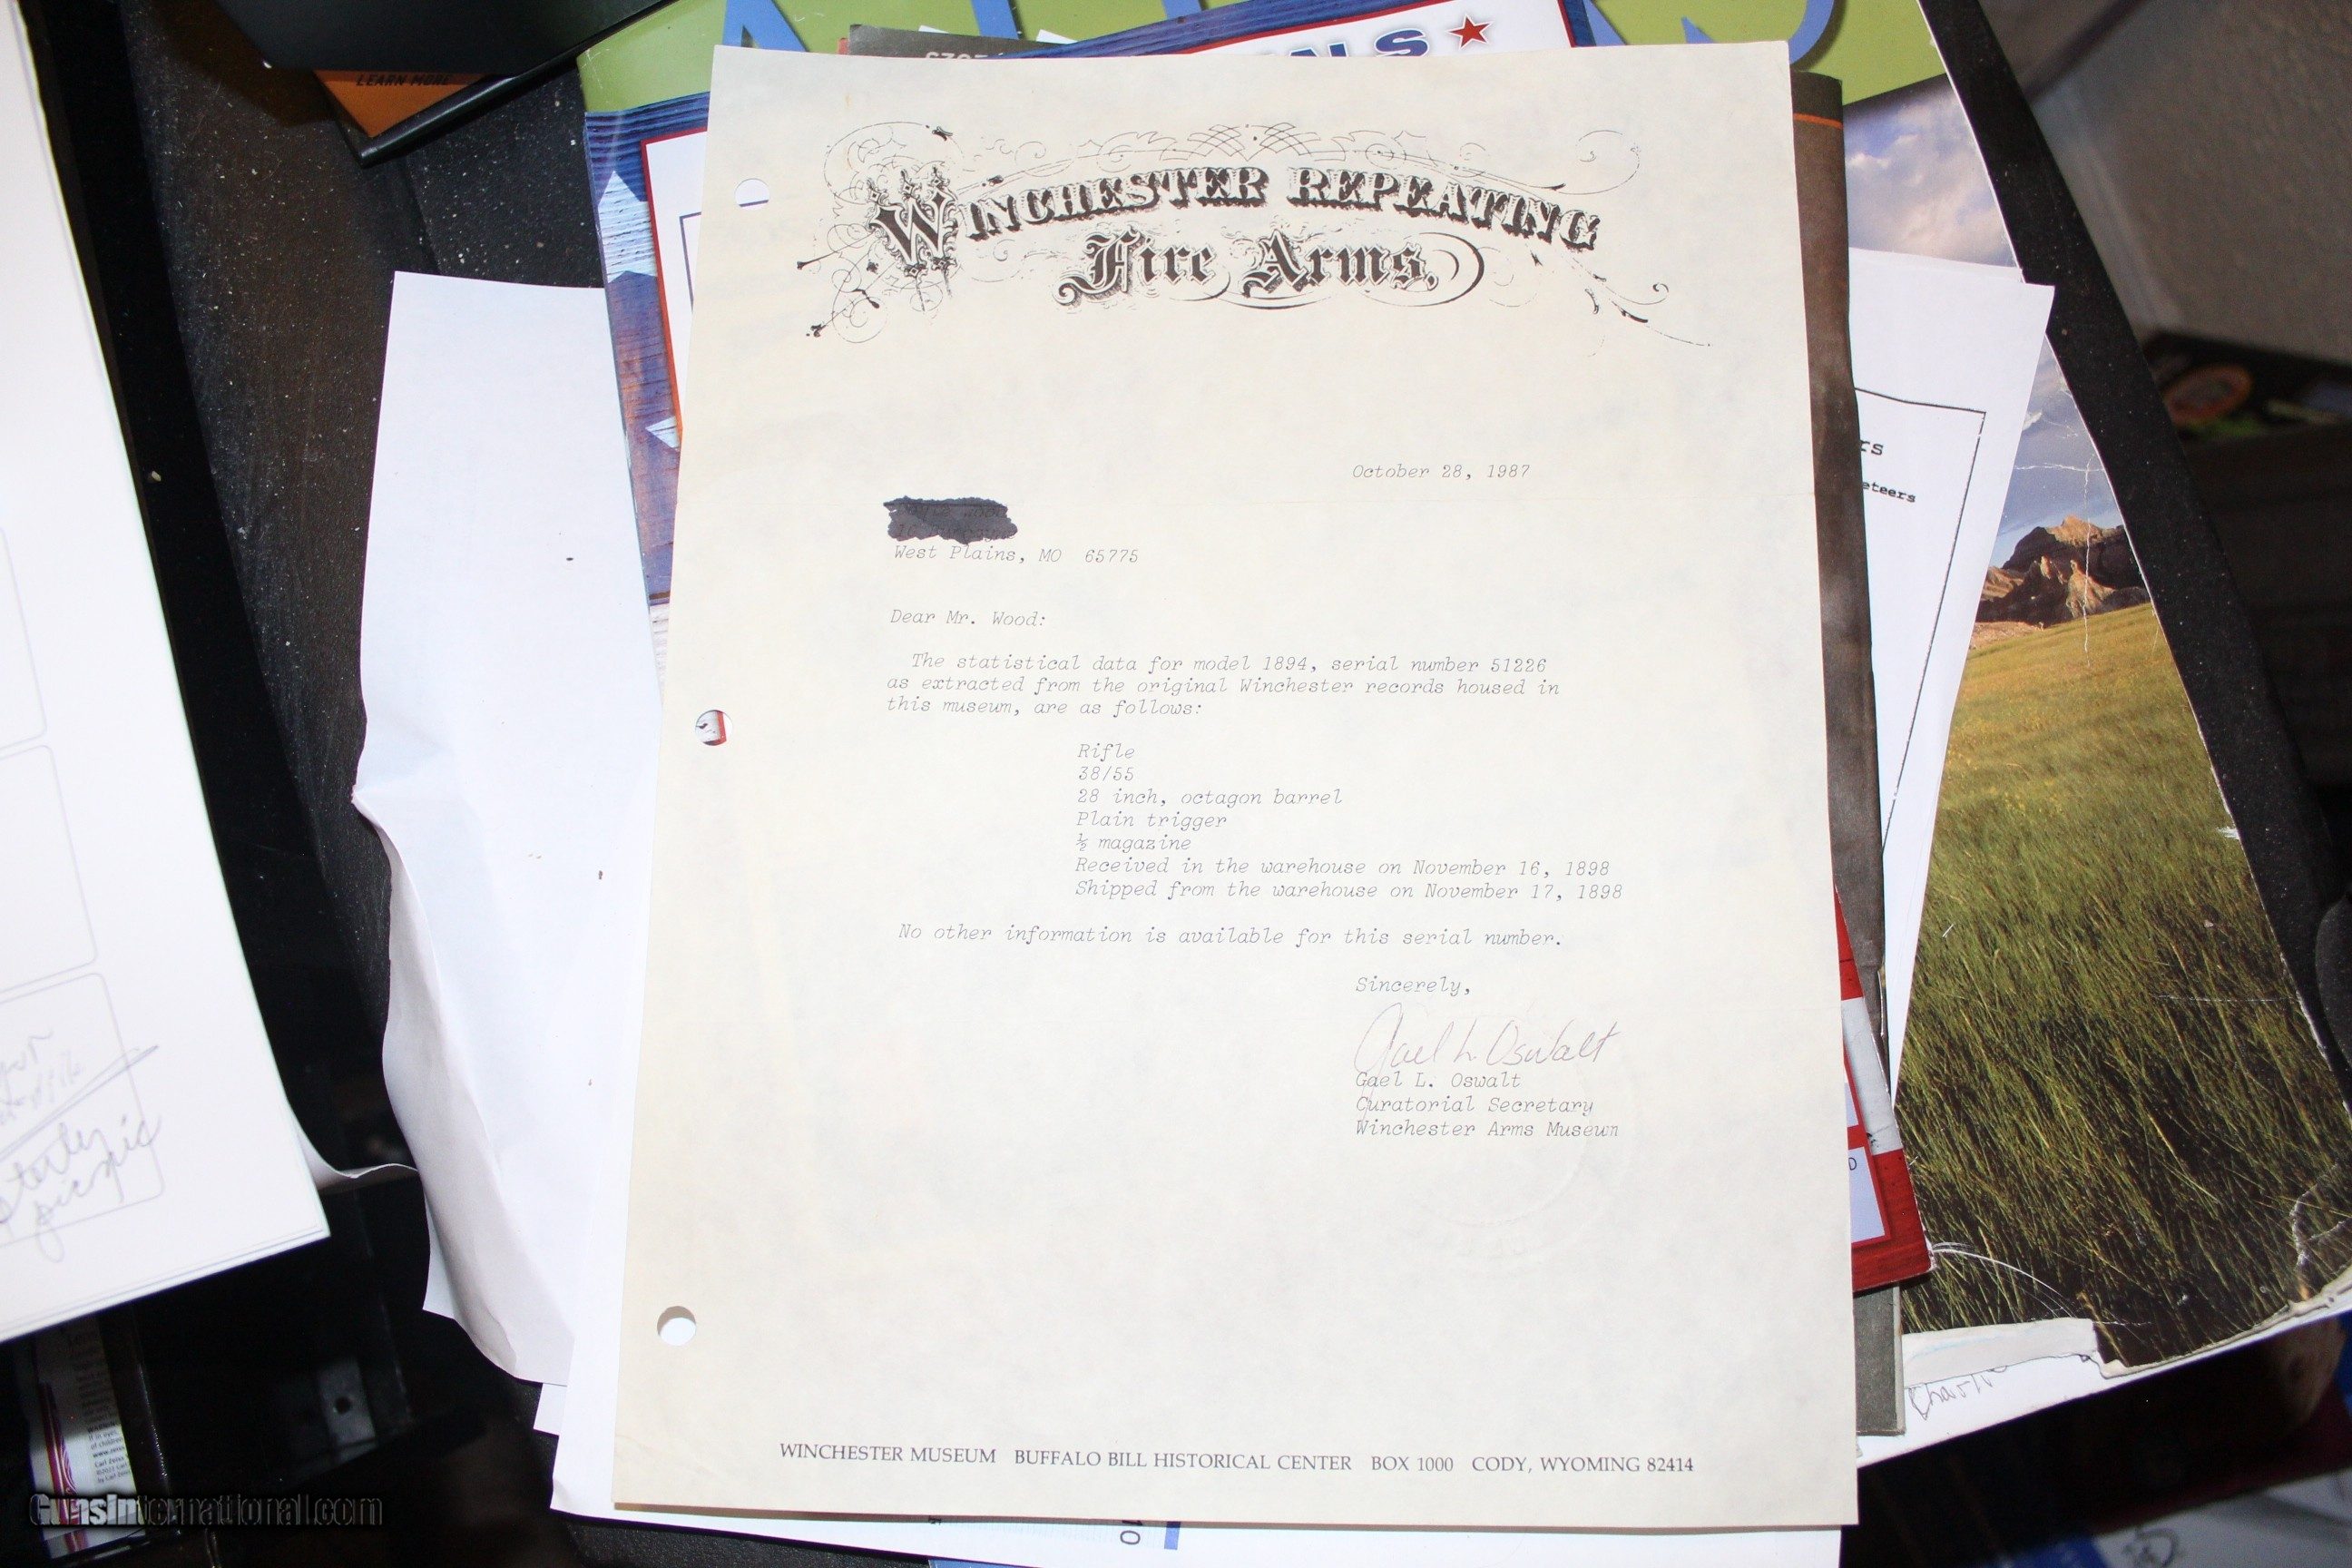 LEARN MORE
WINCHESTER REPEATING
Fire Arms,
October 28, 1987
West Plains, MO 65775
Dear Mr. Wood:
The statistical data for model 1894, serial number 51226
as extracted from the original Winchester records housed in
this museum, are as follows:
Rifle
38/55
28 inch, octagon barrel
Plain trigger
½ magazine
Received in the warehouse on November 16, 1898
Shipped from the warehouse on November 17, 1898
No other information is available for this serial number.
Sincerely,
Gael L. Oswalt
Gael L. Oswalt
Curatorial Secretary
Winchester Arms Museum
WINCHESTER MUSEUM BUFFALO BILL HISTORICAL CENTER BOX 1000 CODY, WYOMING 82414
GunsInternational.com